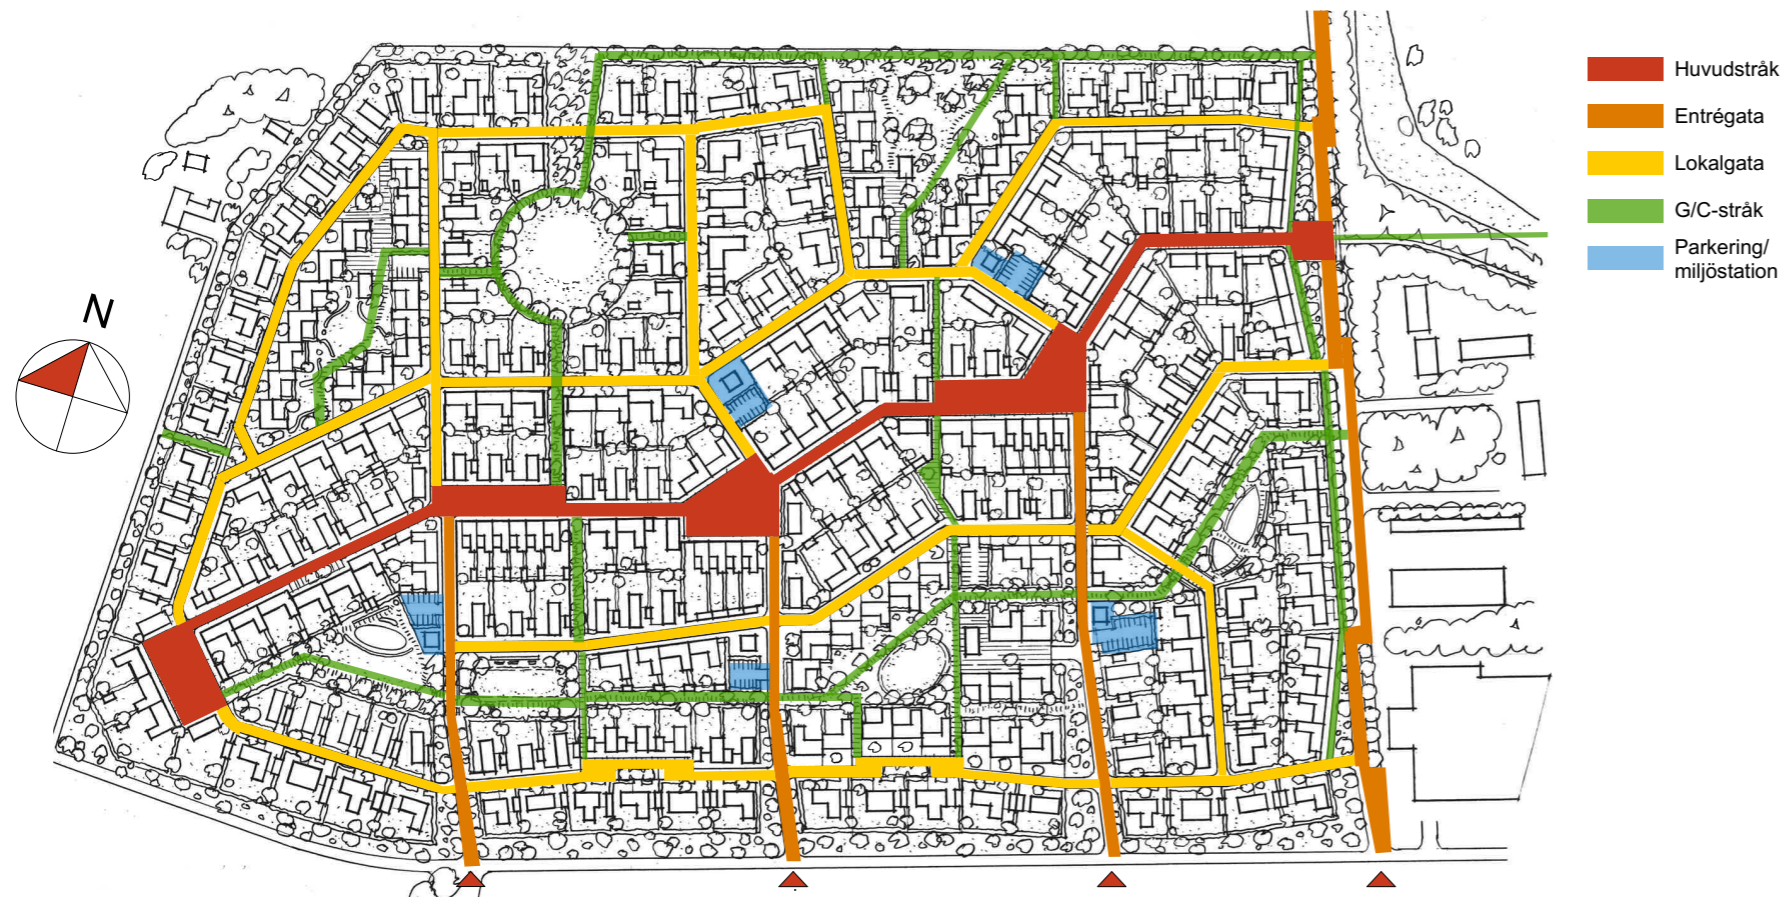 N
Huvudstråk
Entrégata
Lokalgata
G/C-stråk
Parkering/
miljöstation